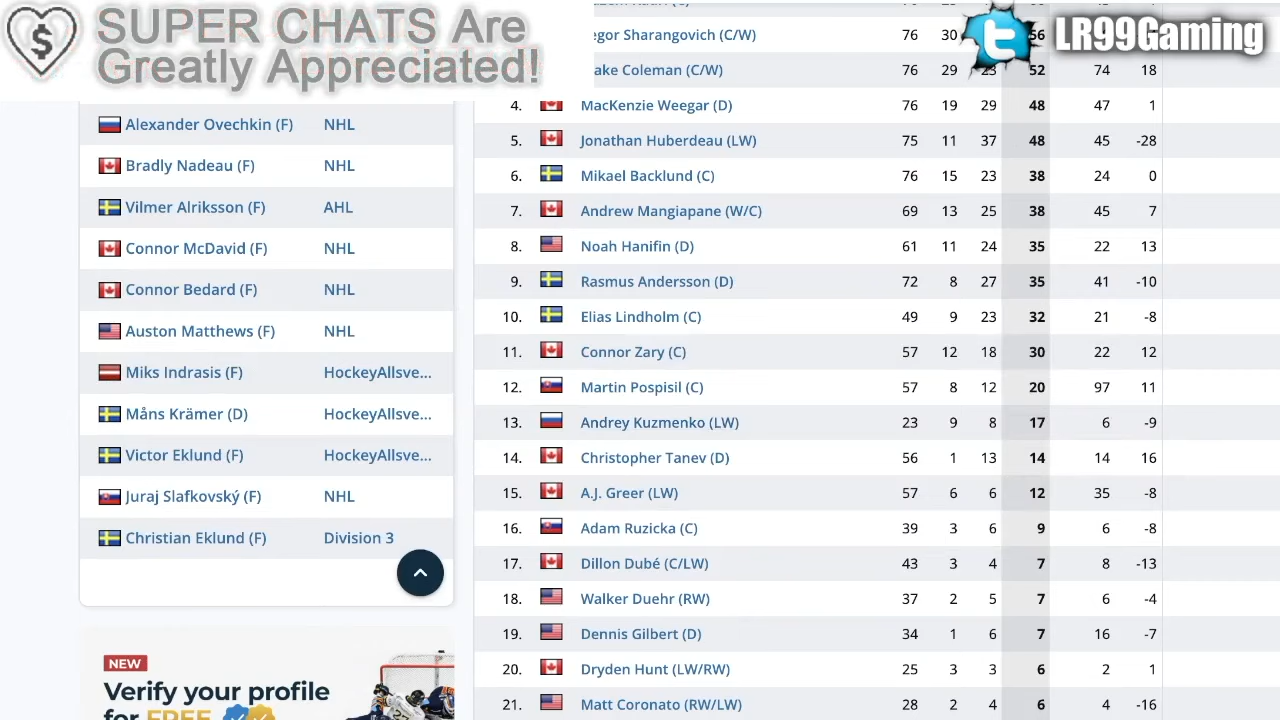 SUPER CHATS Are
Greatly Appreciated!
LR99Gaming
Alexander Ovechkin (F) NHL
Bradly Nadeau (F) NHL
Vilmer Alriksson (F) AHL
Connor McDavid (F) NHL
Connor Bedard (F) NHL
Auston Matthews (F) NHL
Miks Indrasis (F) HockeyAllsve...
Måns Krämer (D) HockeyAllsve...
Victor Eklund (F) HockeyAllsve...
Juraj Slafkovský (F) NHL
Christian Eklund (F) Division 3
NEW
Verify your profile
for FREE
egor Sharangovich (C/W) 76 30 56
ake Coleman (C/W) 76 29 23 52 74 18
4. MacKenzie Weegar (D) 76 19 29 48 47 1
5. Jonathan Huberdeau (LW) 75 11 37 48 45 -28
6. Mikael Backlund (C) 76 15 23 38 24 0
7. Andrew Mangiapane (W/C) 69 13 25 38 45 7
8. Noah Hanifin (D) 61 11 24 35 22 13
9. Rasmus Andersson (D) 72 8 27 35 41 -10
10. Elias Lindholm (C) 49 9 23 32 21 -8
11. Connor Zary (C) 57 12 18 30 22 12
12. Martin Pospisil (C) 57 8 12 20 97 11
13. Andrey Kuzmenko (LW) 23 9 8 17 6 -9
14. Christopher Tanev (D) 56 1 13 14 14 16
15. A.J. Greer (LW) 57 6 6 12 35 -8
16. Adam Ruzicka (C) 39 3 6 9 6 -8
17. Dillon Dubé (C/LW) 43 3 4 7 8 -13
18. Walker Duehr (RW) 37 2 5 7 6 -4
19. Dennis Gilbert (D) 34 1 6 7 16 -7
20. Dryden Hunt (LW/RW) 25 3 3 6 2 1
21. Matt Coronato (RW/LW) 28 2 4 6 4 -16